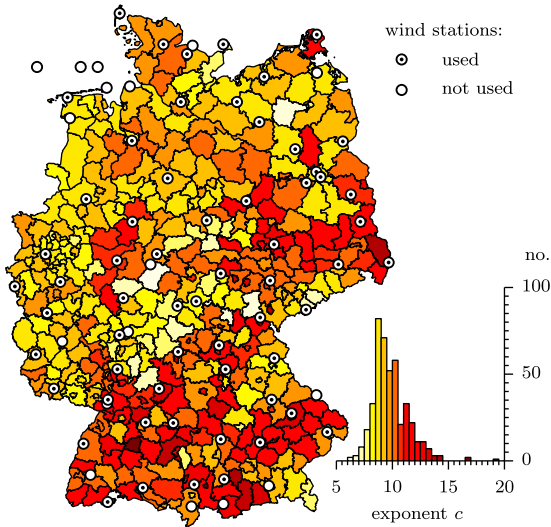 wind stations:
used
not used
no.
100
50
0
5 10 15 20
exponent c